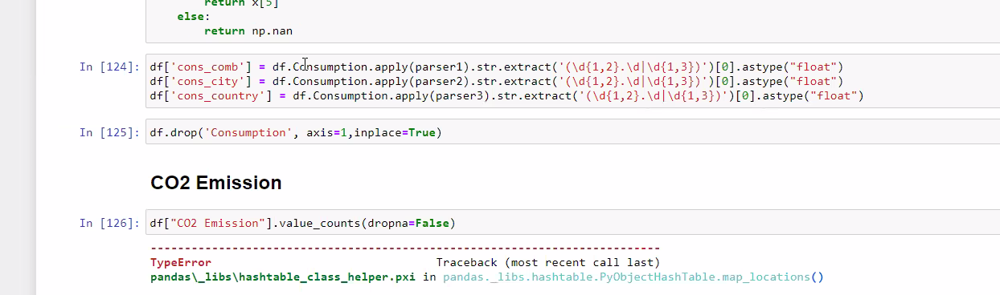 return x[5]
else:
return np.nan
In [124]: df['cons_comb'] = df.Consumption.apply(parser1).str.extract('(\d{1,2}.\d|\d{1,3})')[0].astype("float")
df['cons_city'] = df.Consumption.apply(parser2).str.extract('(\d{1,2}.\d|\d{1,3})')[0].astype("float")
df['cons_country'] = df.Consumption.apply(parser3).str.extract('(\d{1,2}.\d|\d{1,3})')[0].astype("float")
In [125]: df.drop('Consumption', axis=1,inplace=True)
CO2 Emission
In [126]: df["CO2 Emission"].value_counts(dropna=False)
---------------------------------------------------------------------------
TypeError Traceback (most recent call last)
pandas\_libs\hashtable_class_helper.pxi in pandas._libs.hashtable.PyObjectHashTable.map_locations()